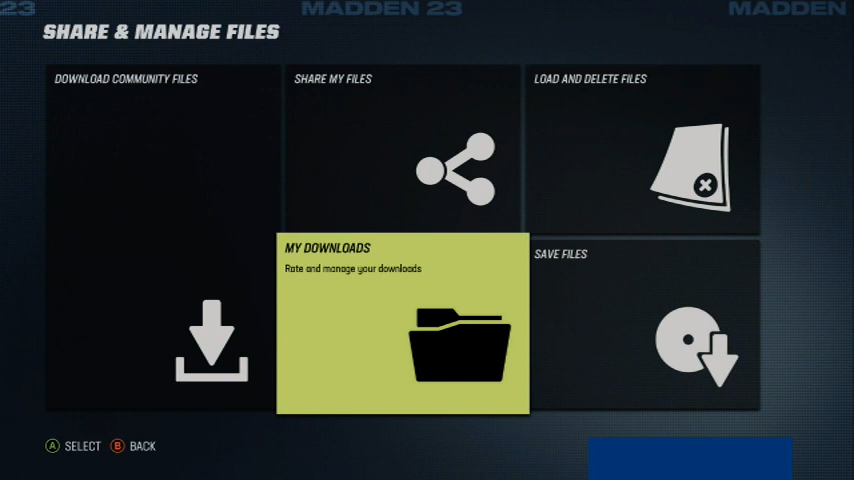 23 MADDEN 23 MADDEN
SHARE & MANAGE FILES
DOWNLOAD COMMUNITY FILES
SHARE MY FILES
LOAD AND DELETE FILES
MY DOWNLOADS
Rate and manage your downloads
SAVE FILES
A SELECT B BACK